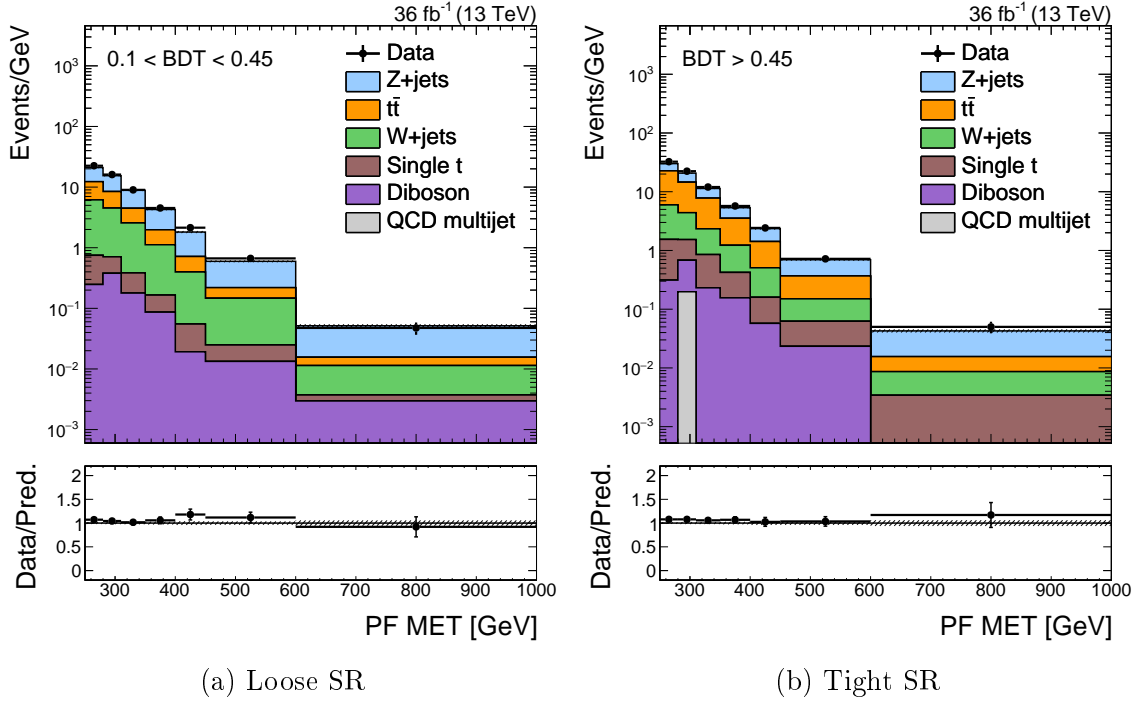 36 fb⁻¹ (13 TeV)
0.1 < BDT < 0.45
Events/GeV
10³
10²
10
1
10⁻¹
10⁻²
10⁻³
Data
Z+jets
tt̄
W+jets
Single t
Diboson
QCD multijet
Data/Pred.
2
1.5
1
0.5
0
300 400 500 600 700 800 900 1000
PF MET [GeV]
(a) Loose SR
36 fb⁻¹ (13 TeV)
BDT > 0.45
Events/GeV
10³
10²
10
1
10⁻¹
10⁻²
10⁻³
Data
Z+jets
tt̄
W+jets
Single t
Diboson
QCD multijet
Data/Pred.
2
1.5
1
0.5
0
300 400 500 600 700 800 900 1000
PF MET [GeV]
(b) Tight SR